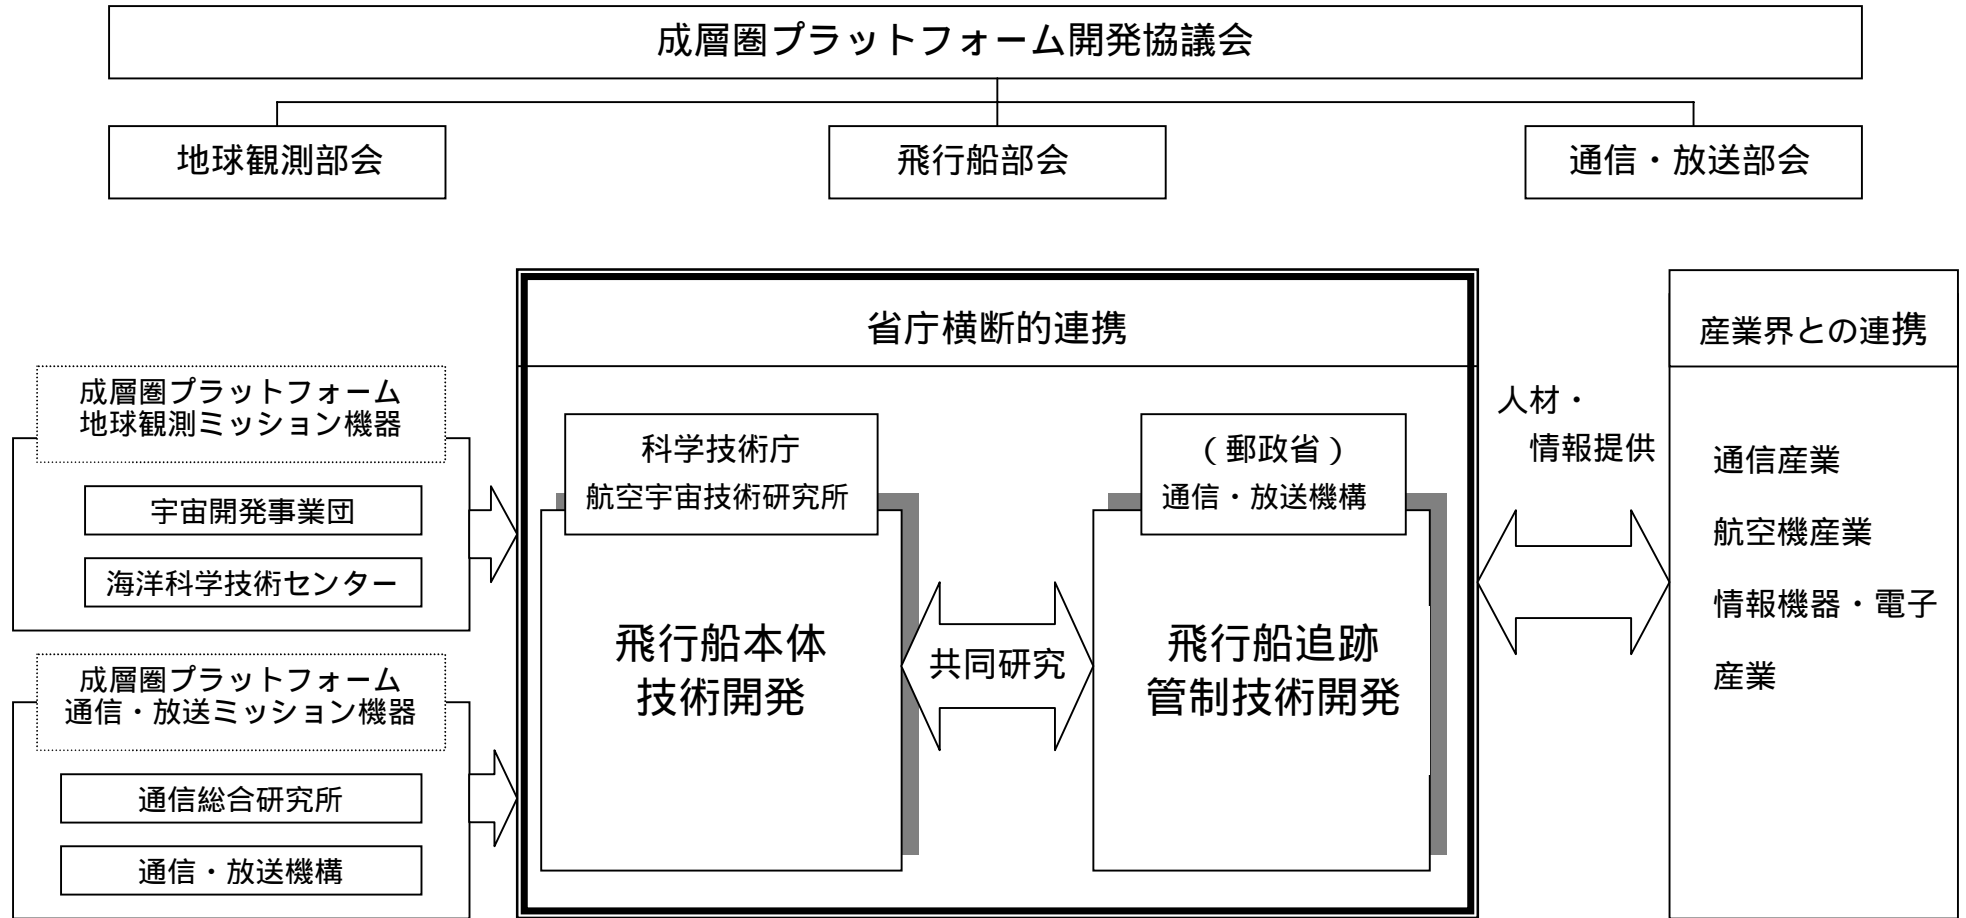 成層圏プラットフォーム開発協議会
地球観測部会
飛行船部会
通信・放送部会
成層圏プラットフォーム
地球観測ミッション機器
宇宙開発事業団
海洋科学技術センター
成層圏プラットフォーム
通信・放送ミッション機器
通信総合研究所
通信・放送機構
省庁横断的連携
科学技術庁
航空宇宙技術研究所
飛行船本体
技術開発
共同研究
（郵政省）
通信・放送機構
飛行船追跡
管制技術開発
人材・
情報提供
産業界との連携
通信産業
航空機産業
情報機器・電子
産業